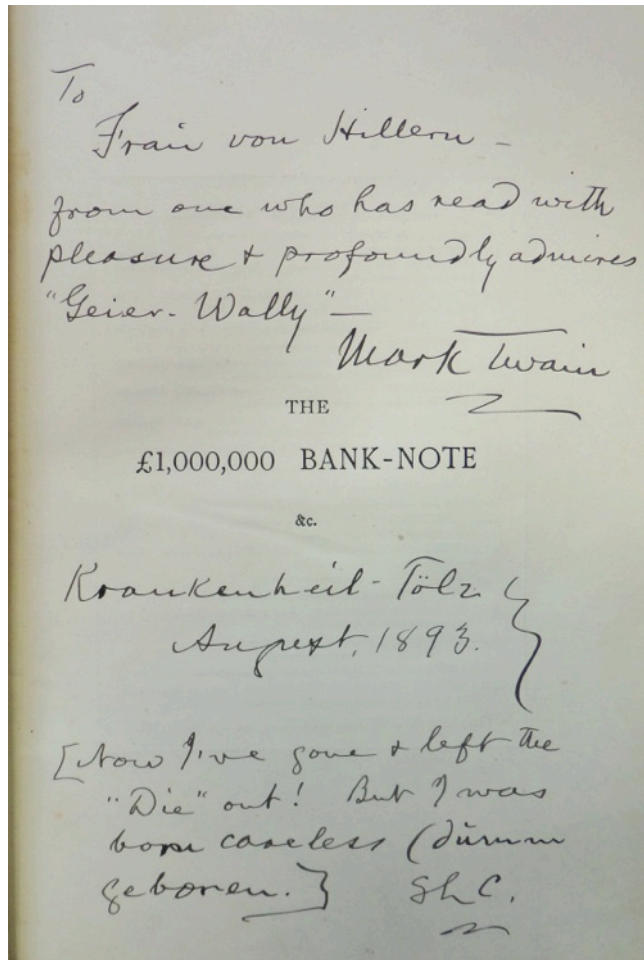 To
Frau von Hillern –
from one who has read with
pleasure & profoundly admires
"Geier-Wally" —
Mark Twain
THE
£1,000,000 BANK-NOTE
&c.
Krankenheil-Tölz
August, 1893.
[Now I've gone & left the
"Die" out! But I was
born careless (dumm
geboren.]
SLC.